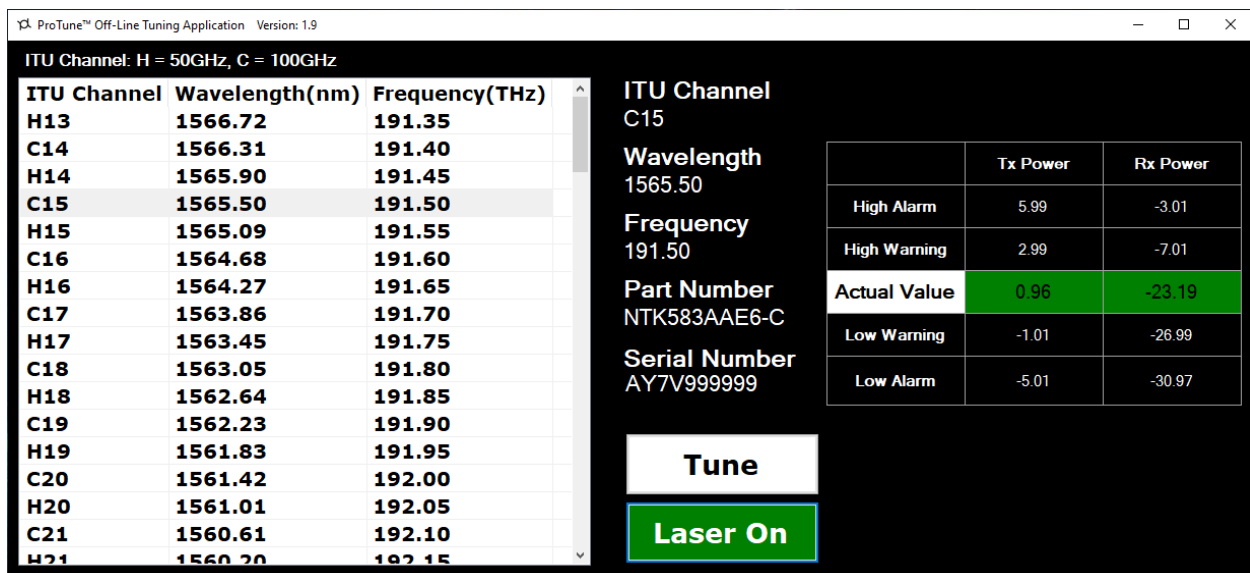 ProTune™ Off-Line Tuning Application Version: 1.9
ITU Channel: H = 50GHz, C = 100GHz
ITU Channel Wavelength(nm) Frequency(THz)
H13 1566.72 191.35
C14 1566.31 191.40
H14 1565.90 191.45
C15 1565.50 191.50
H15 1565.09 191.55
C16 1564.68 191.60
H16 1564.27 191.65
C17 1563.86 191.70
H17 1563.45 191.75
C18 1563.05 191.80
H18 1562.64 191.85
C19 1562.23 191.90
H19 1561.83 191.95
C20 1561.42 192.00
H20 1561.01 192.05
C21 1560.61 192.10
H21 1560.20 192.15
ITU Channel
C15
Wavelength
1565.50
Frequency
191.50
Part Number
NTK583AAE6-C
Serial Number
AY7V999999
Tx Power Rx Power
High Alarm 5.99 -3.01
High Warning 2.99 -7.01
Actual Value 0.96 -23.19
Low Warning -1.01 -26.99
Low Alarm -5.01 -30.97
Tune
Laser On